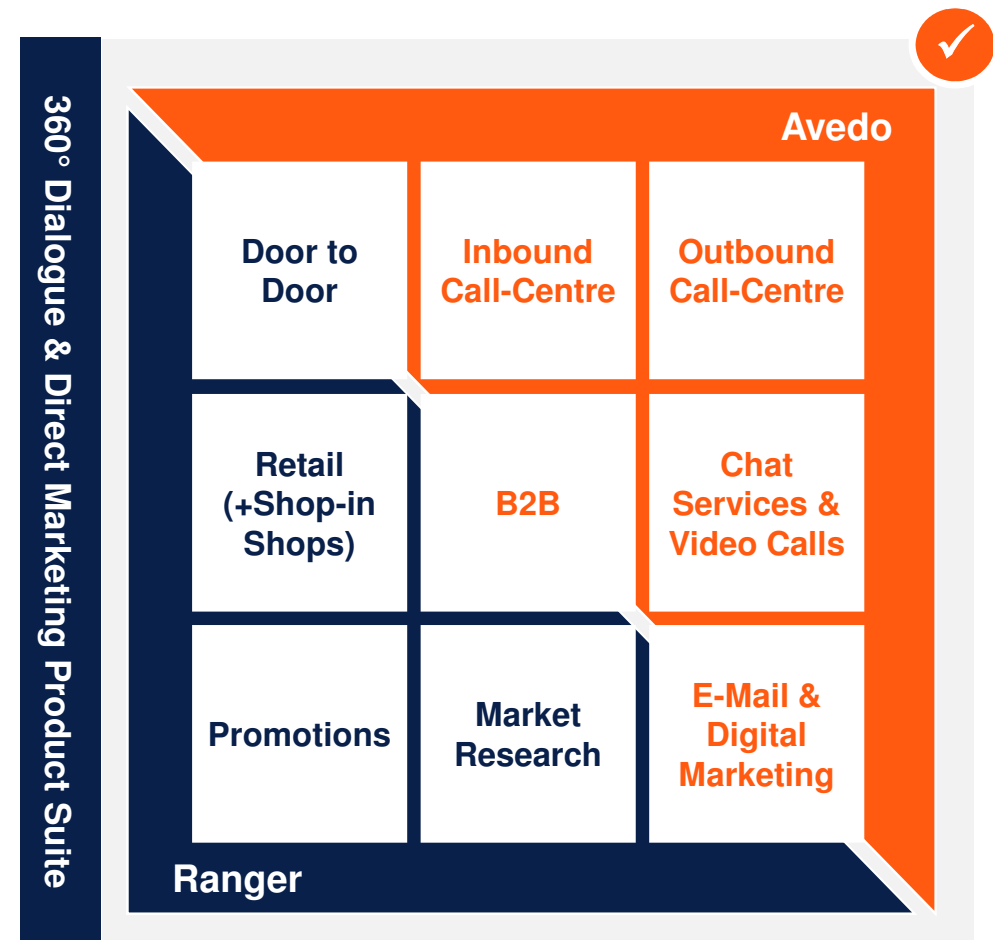 360° Dialogue & Direct Marketing Product Suite
Avedo
Door to
Door
Inbound
Call-Centre
Outbound
Call-Centre
Retail
(+Shop-in
Shops)
B2B
Chat
Services &
Video Calls
Promotions
Market
Research
E-Mail &
Digital
Marketing
Ranger